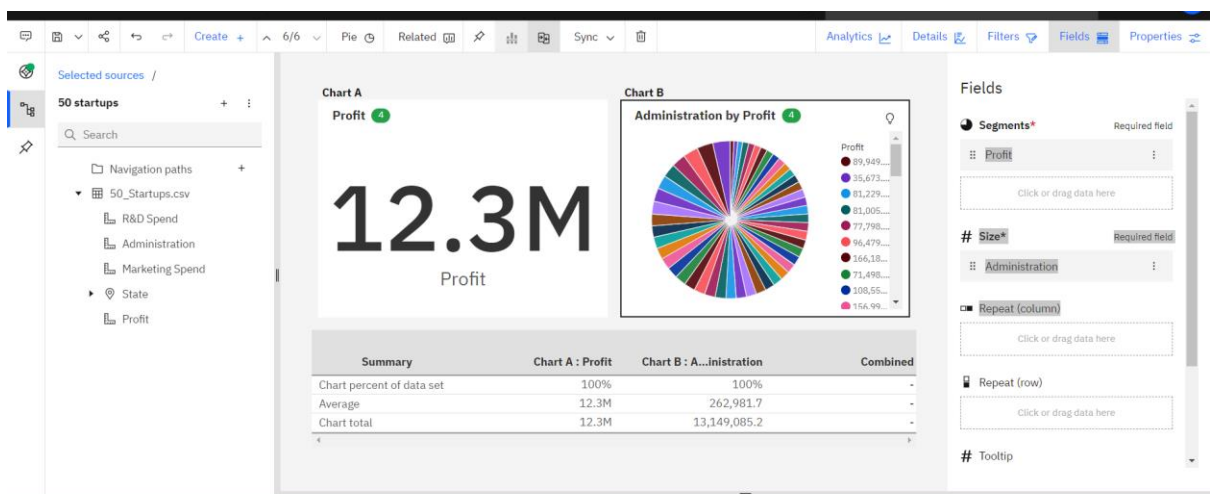 Create + 6/6 Pie Related Sync Analytics Details Filters Fields Properties
Selected sources /
50 startups + :
Search
Navigation paths +
50_Startups.csv
R&D Spend
Administration
Marketing Spend
State
Profit
Chart A
Profit 4
12.3M
Profit
Chart B
Administration by Profit 4
Profit
89,949....
35,673....
81,229....
81,005....
77,798....
96,479....
166,18...
71,498....
108,55...
156,99...
Summary Chart A : Profit Chart B : A...inistration Combined
Chart percent of data set 100% 100% -
Average 12.3M 262,981.7 -
Chart total 12.3M 13,149,085.2 -
Fields
Segments* Required field
Profit
Click or drag data here
# Size* Required field
Administration
Repeat (column)
Click or drag data here
Repeat (row)
Click or drag data here
# Tooltip